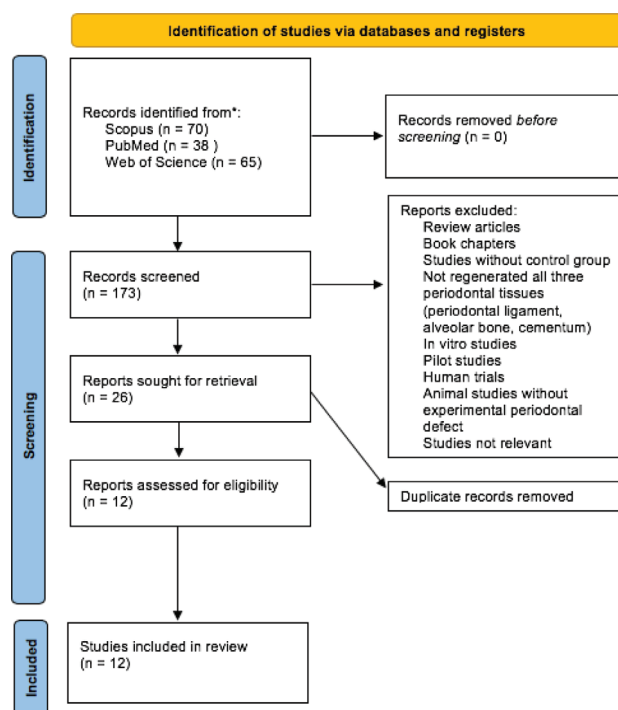 Identification of studies via databases and registers
Identification
Records identified from*:
Scopus (n = 70)
PubMed (n = 38 )
Web of Science (n = 65)
Records removed before
screening (n = 0)
Screening
Records screened
(n = 173)
Reports excluded:
Review articles
Book chapters
Studies without control group
Not regenerated all three
periodontal tissues
(periodontal ligament,
alveolar bone, cementum)
In vitro studies
Pilot studies
Human trials
Animal studies without
experimental periodontal
defect
Studies not relevant
Reports sought for retrieval
(n = 26)
Duplicate records removed
Reports assessed for eligibility
(n = 12)
Included
Studies included in review
(n = 12)